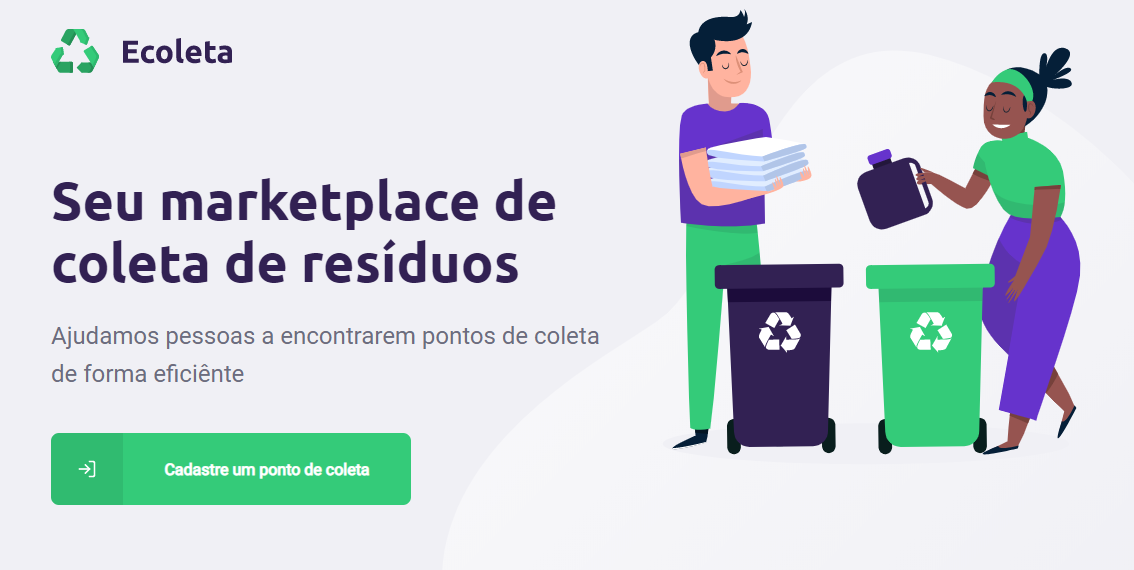 Ecoleta
Seu marketplace de
coleta de resíduos
Ajudamos pessoas a encontrarem pontos de coleta
de forma eficiênte
Cadastre um ponto de coleta